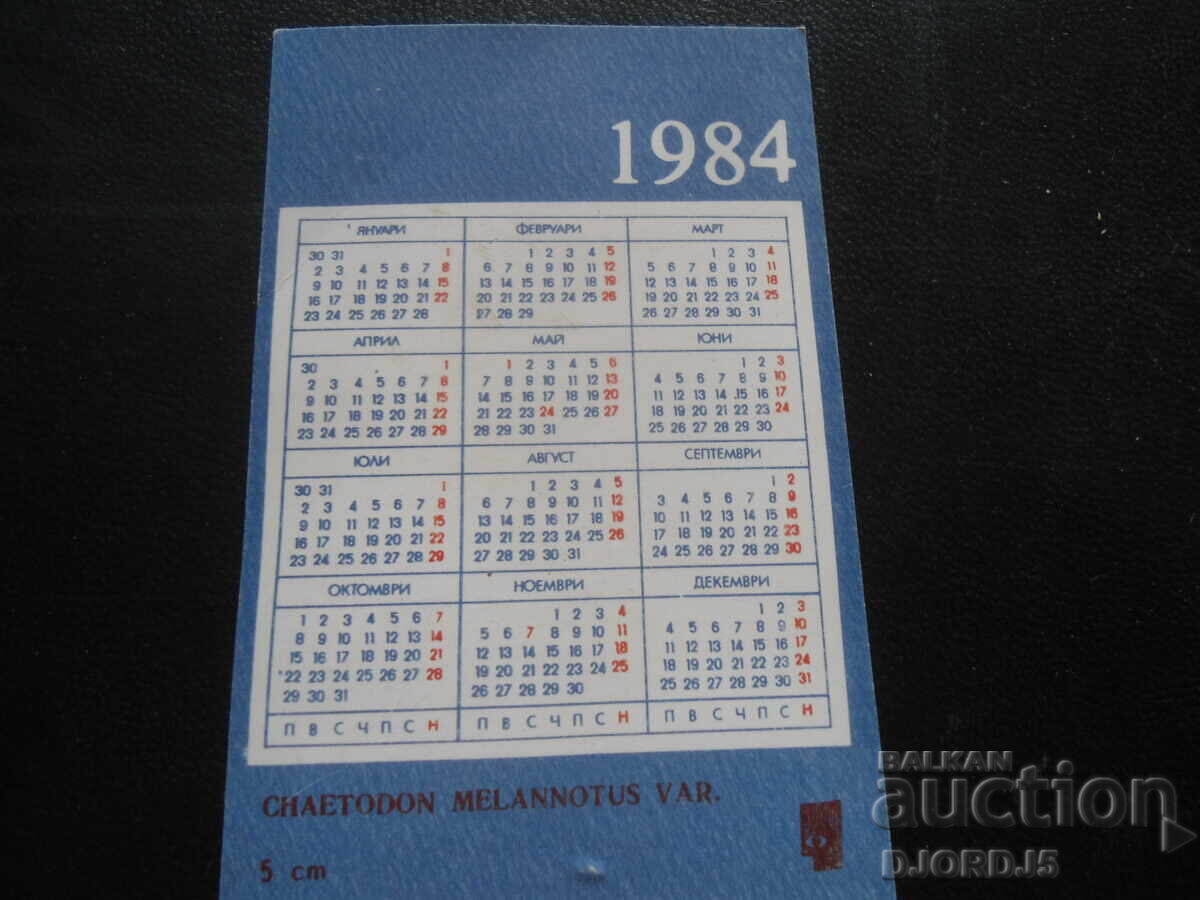 1984
ЯНУАРИ ФЕВРУАРИ МАРТ
30 31 1 1 2 3 4 5 1 2 3 4
2 3 4 5 6 7 8 6 7 8 9 10 11 12 5 6 7 8 9 10 11
9 10 11 12 13 14 15 13 14 15 16 17 18 19 12 13 14 15 16 17 18
16 17 18 19 20 21 22 20 21 22 23 24 25 26 19 20 21 22 23 24 25
23 24 25 26 27 28 27 28 29 26 27 28 29 30 31
АПРИЛ МАЙ ЮНИ
30 1 1 2 3 4 5 6 1 2 3
2 3 4 5 6 7 8 7 8 9 10 11 12 13 4 5 6 7 8 9 10
9 10 11 12 13 14 15 14 15 16 17 18 19 20 11 12 13 14 15 16 17
16 17 18 19 20 21 22 21 22 23 24 25 26 27 18 19 20 21 22 23 24
23 24 25 26 27 28 29 28 29 30 31 25 26 27 28 29 30
ЮЛИ АВГУСТ СЕПТЕМВРИ
30 31 1 1 2 3 4 5 1 2
2 3 4 5 6 7 8 6 7 8 9 10 11 12 3 4 5 6 7 8 9
9 10 11 12 13 14 15 13 14 15 16 17 18 19 10 11 12 13 14 15 16
16 17 18 19 20 21 22 20 21 22 23 24 25 26 17 18 19 20 21 22 23
23 24 25 26 27 28 29 27 28 29 30 31 24 25 26 27 28 29 30
ОКТОМВРИ НОЕМВРИ ДЕКЕМВРИ
1 2 3 4 5 6 7 1 2 3 4 1 2 3
8 9 10 11 12 13 14 5 6 7 8 9 10 11 4 5 6 7 8 9 10
15 16 17 18 19 20 21 12 13 14 15 16 17 18 11 12 13 14 15 16 17
22 23 24 25 26 27 28 19 20 21 22 23 24 25 18 19 20 21 22 23 24
29 30 31 26 27 28 29 30 25 26 27 28 29 30 31
П В С Ч П С Н П В С Ч П С Н П В С Ч П С Н
CHAETODON MELANNOTUS VAR.
5 cm
BALKAN
auction
DJORDJ5